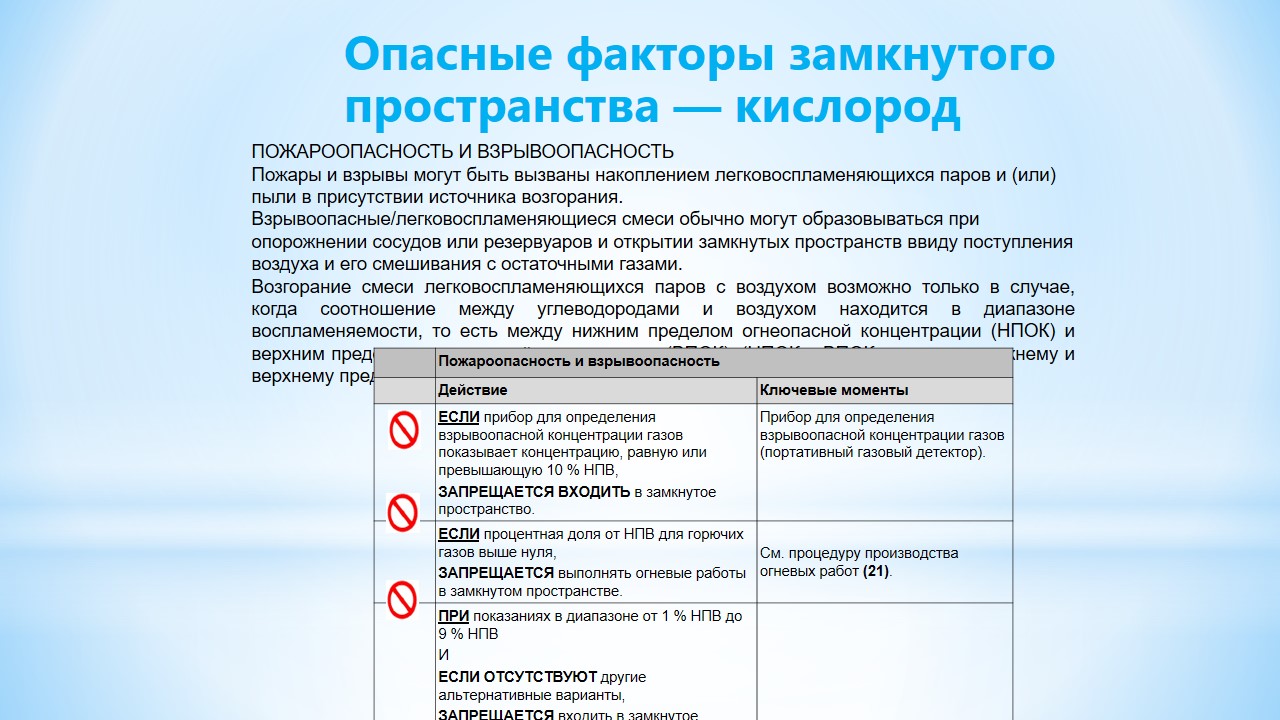 Опасные факторы замкнутого
пространства — кислород
ПОЖАРООПАСНОСТЬ И ВЗРЫВООПАСНОСТЬ
Пожары и взрывы могут быть вызваны накоплением легковоспламеняющихся паров и (или)
пыли в присутствии источника возгорания.
Взрывоопасные/легковоспламеняющиеся смеси обычно могут образовываться при
опорожнении сосудов или резервуаров и открытии замкнутых пространств ввиду поступления
воздуха и его смешивания с остаточными газами.
Возгорание смеси легковоспламеняющихся паров с воздухом возможно только в случае,
когда соотношение между углеводородами и воздухом находится в диапазоне
воспламеняемости, то есть между нижним пределом огнеопасной концентрации (НПОК) и
верхним
верхнему
Пожароопасность и взрывоопасность
Действие
Ключевые моменты
ЕСЛИ прибор для определения
взрывоопасной концентрации газов
показывает концентрацию, равную или
превышающую 10 % НПВ,
ЗАПРЕЩАЕТСЯ ВХОДИТЬ в замкнутое
пространство.
Прибор для определения
взрывоопасной концентрации газов
(портативный газовый детектор).
ЕСЛИ процентная доля от НПВ для горючих
газов выше нуля,
ЗАПРЕЩАЕТСЯ выполнять огневые работы
в замкнутом пространстве.
См. процедуру производства
огневых работ (21).
ПРИ показаниях в диапазоне от 1 % НПВ до
9 % НПВ
И
ЕСЛИ ОТСУТСТВУЮТ другие
альтернативные варианты,
ЗАПРЕЩАЕТСЯ входить в замкнутое